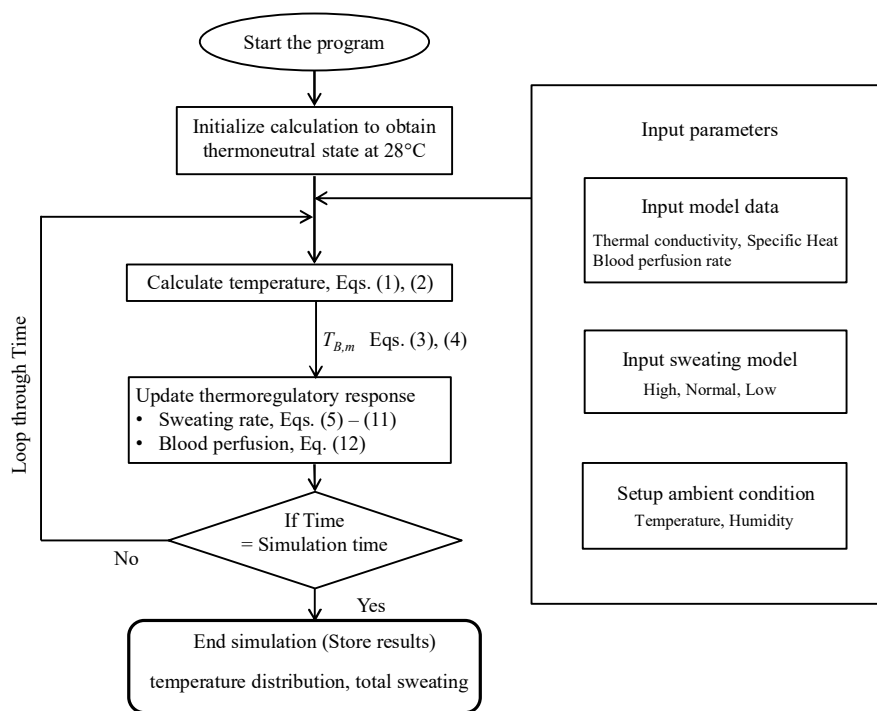 Start the program
Initialize calculation to obtain
thermoneutral state at 28°C
Calculate temperature, Eqs. (1), (2)
T_{B,m} Eqs. (3), (4)
Update thermoregulatory response
• Sweating rate, Eqs. (5) – (11)
• Blood perfusion, Eq. (12)
If Time
= Simulation time
No
Yes
Loop through Time
End simulation (Store results)
temperature distribution, total sweating
Input parameters
Input model data
Thermal conductivity, Specific Heat
Blood perfusion rate
Input sweating model
High, Normal, Low
Setup ambient condition
Temperature, Humidity